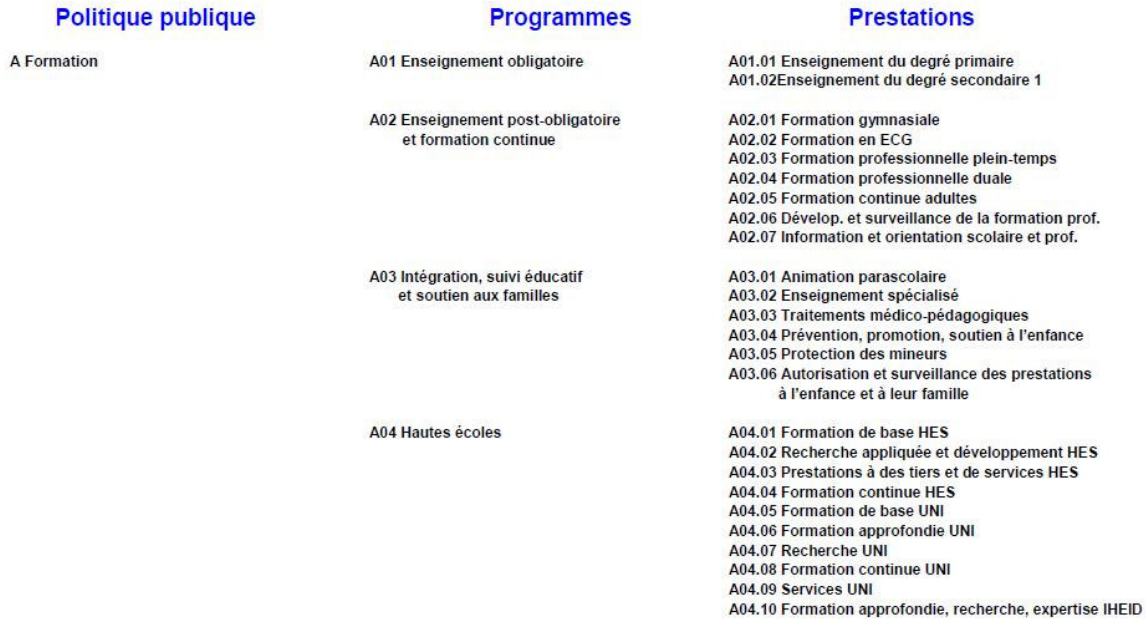 Politique publique Programmes Prestations
A Formation A01 Enseignement obligatoire A01.01 Enseignement du degré primaire
A01.02Enseignement du degré secondaire 1
A02 Enseignement post-obligatoire A02.01 Formation gymnasiale
et formation continue A02.02 Formation en ECG
A02.03 Formation professionnelle plein-temps
A02.04 Formation professionnelle duale
A02.05 Formation continue adultes
A02.06 Dévelop. et surveillance de la formation prof.
A02.07 Information et orientation scolaire et prof.
A03 Intégration, suivi éducatif A03.01 Animation parascolaire
et soutien aux familles A03.02 Enseignement spécialisé
A03.03 Traitements médico-pédagogiques
A03.04 Prévention, promotion, soutien à l'enfance
A03.05 Protection des mineurs
A03.06 Autorisation et surveillance des prestations
à l'enfance et à leur famille
A04 Hautes écoles A04.01 Formation de base HES
A04.02 Recherche appliquée et développement HES
A04.03 Prestations à des tiers et de services HES
A04.04 Formation continue HES
A04.05 Formation de base UNI
A04.06 Formation approfondie UNI
A04.07 Recherche UNI
A04.08 Formation continue UNI
A04.09 Services UNI
A04.10 Formation approfondie, recherche, expertise IHEID